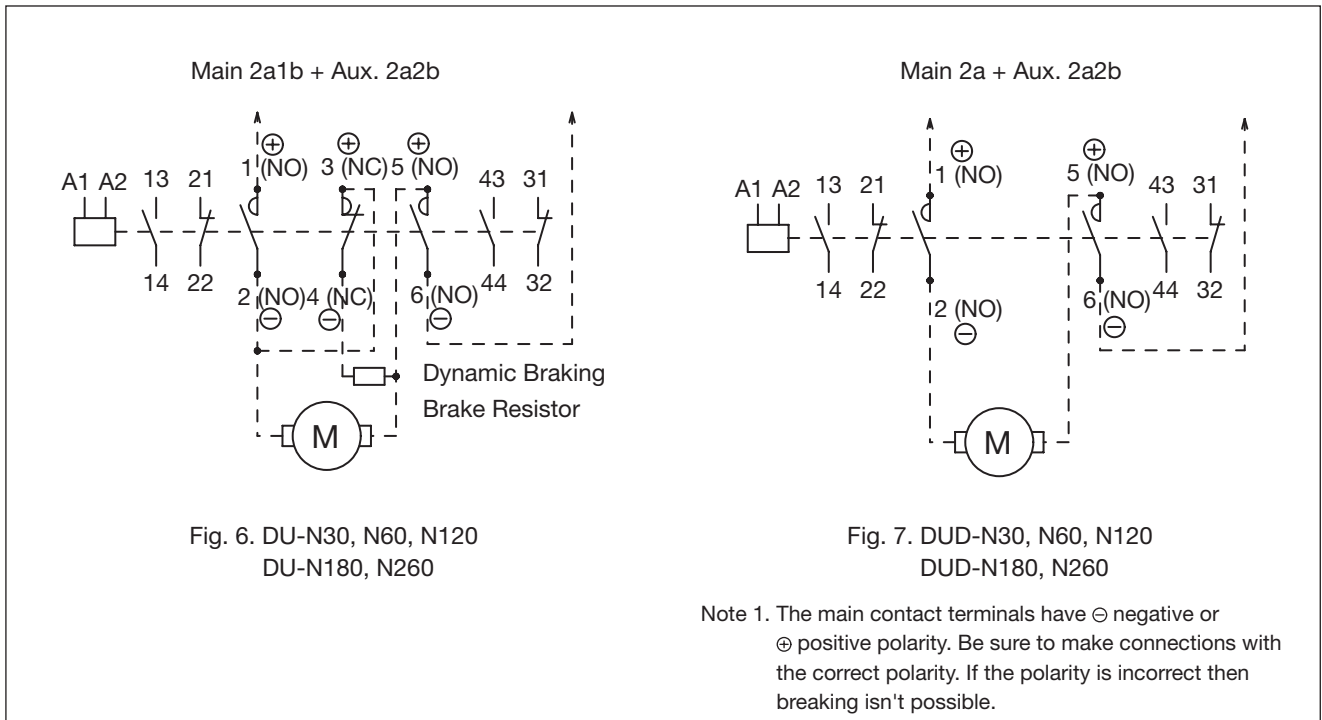 Main 2a1b + Aux. 2a2b
⊕ ⊕ ⊕
1 (NO) 3 (NC) 5 (NO)
A1 A2 13 21 43 31
14 22 44 32
2 (NO) 4 (NC) 6 (NO)
⊖ ⊖ ⊖
Dynamic Braking
Brake Resistor
M
Fig. 6. DU-N30, N60, N120
DU-N180, N260
Main 2a + Aux. 2a2b
⊕ ⊕
1 (NO) 5 (NO)
A1 A2 13 21 43 31
14 22 44 32
2 (NO) 6 (NO)
⊖ ⊖
M
Fig. 7. DUD-N30, N60, N120
DUD-N180, N260
Note 1. The main contact terminals have ⊖ negative or
⊕ positive polarity. Be sure to make connections with
the correct polarity. If the polarity is incorrect then
breaking isn't possible.